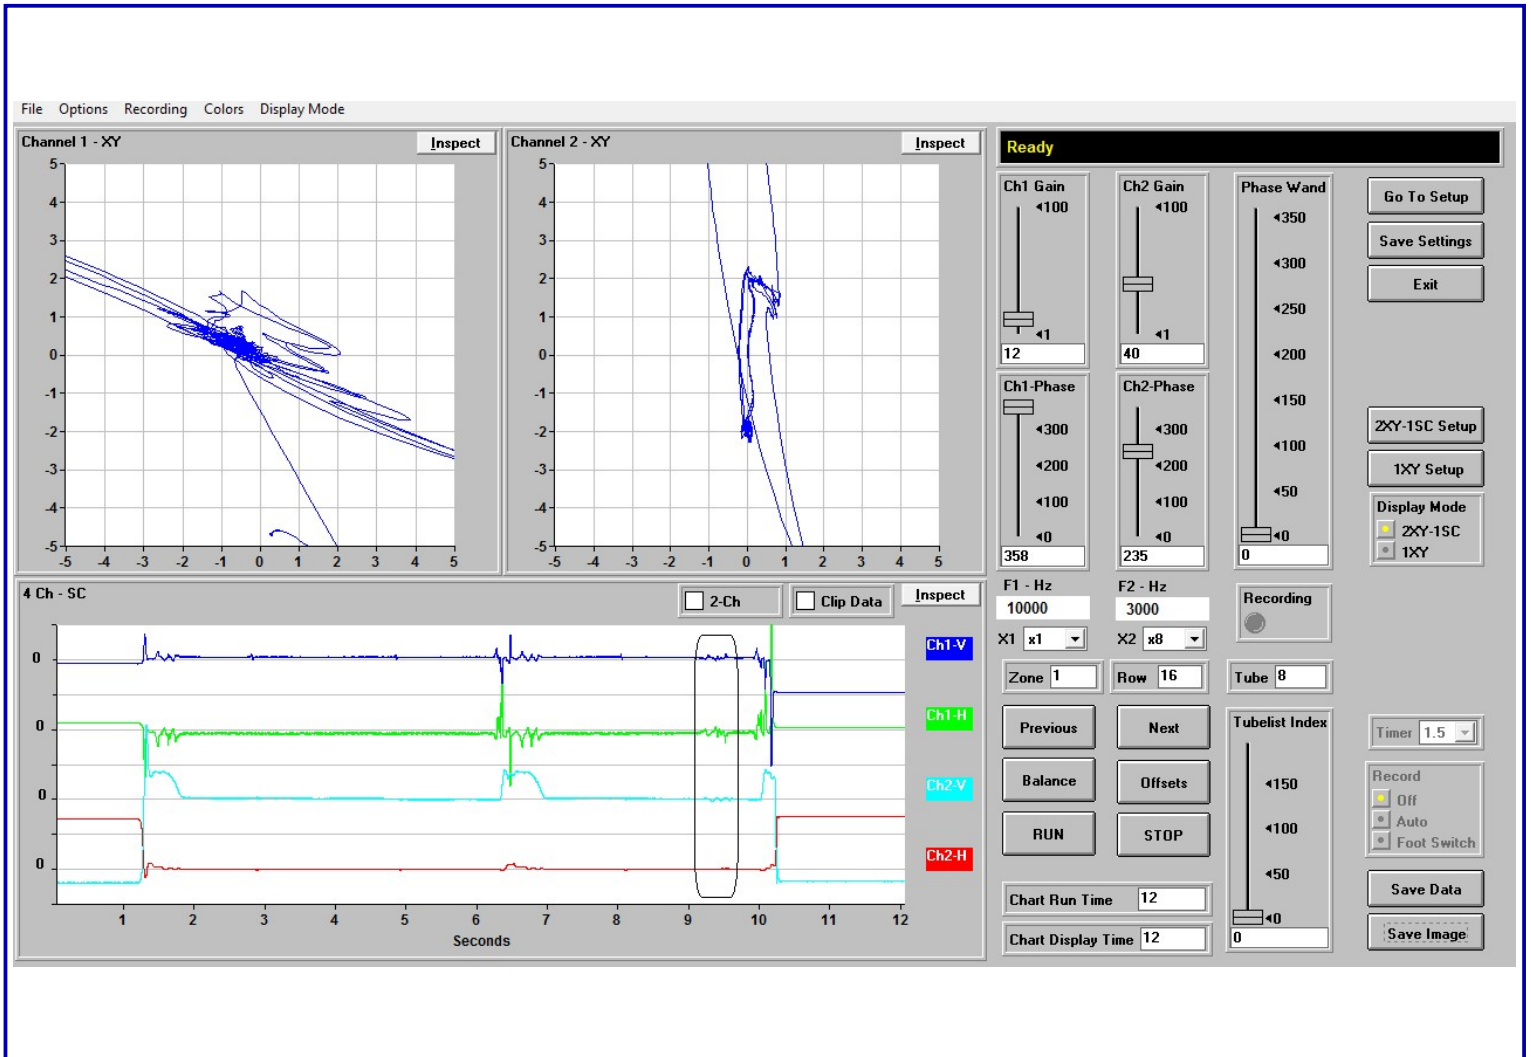 File Options Recording Colors Display Mode
Channel 1 - XY
Inspect
5
4
3
2
1
0
-1
-2
-3
-4
-5
-5 -4 -3 -2 -1 0 1 2 3 4 5
Channel 2 - XY
Inspect
5
4
3
2
1
0
-1
-2
-3
-4
-5
-5 -4 -3 -2 -1 0 1 2 3 4 5
4 Ch - SC
2-Ch
Clip Data
Inspect
0
0
0
0
Ch1-V
Ch1-H
Ch2-V
Ch2-H
1 2 3 4 5 6 7 8 9 10 11 12
Seconds
Ready
Ch1 Gain
100
1
12
Ch2 Gain
100
1
40
Phase Wand
350
300
250
200
150
100
50
0
0
Ch1-Phase
300
200
100
0
358
Ch2-Phase
300
200
100
0
235
Go To Setup
Save Settings
Exit
2XY-1SC Setup
1XY Setup
Display Mode
2XY-1SC
1XY
F1 - Hz
10000
F2 - Hz
3000
Recording
X1 x1
X2 x8
Zone 1
Row 16
Tube 8
Previous
Next
Balance
Offsets
RUN
STOP
Tubelist Index
150
100
50
0
0
Timer 1.5
Record
Off
Auto
Foot Switch
Chart Run Time 12
Chart Display Time 12
Save Data
Save Image